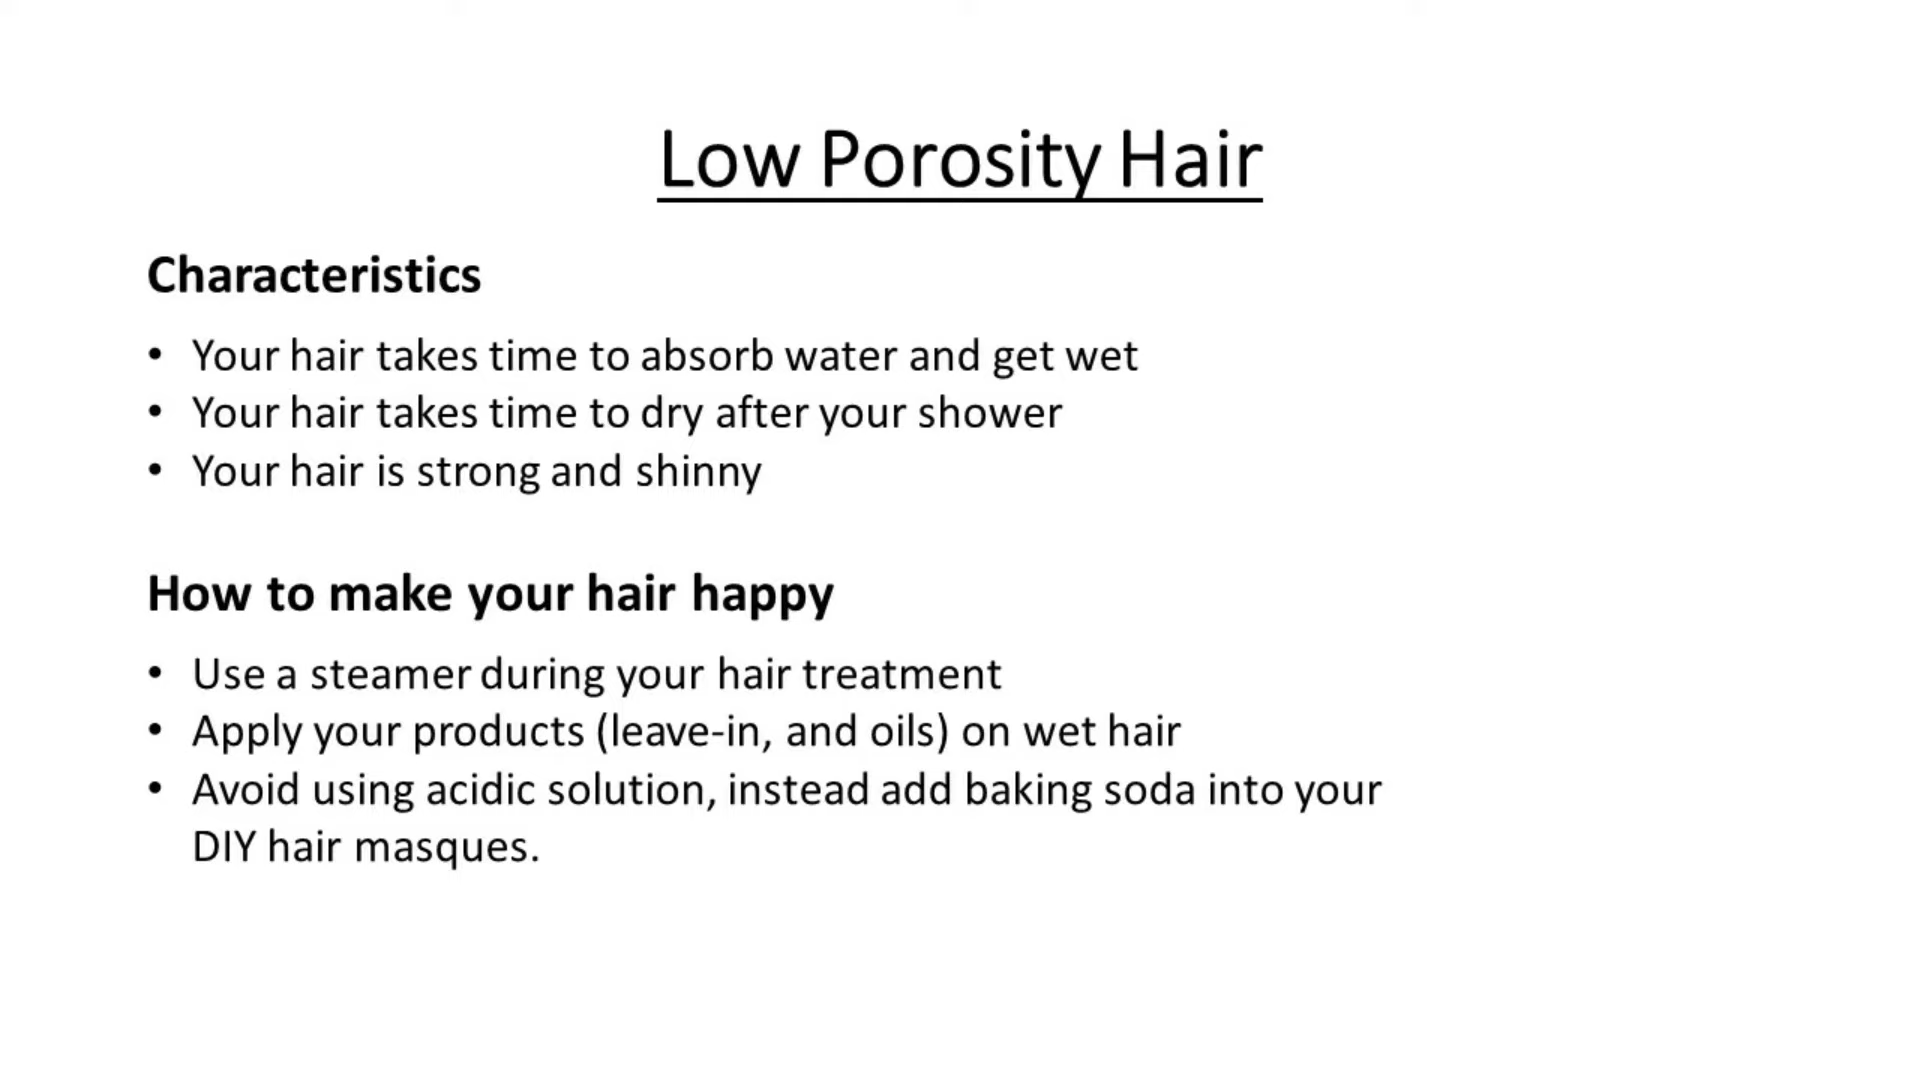 Low Porosity Hair
Characteristics
• Your hair takes time to absorb water and get wet
• Your hair takes time to dry after your shower
• Your hair is strong and shinny
How to make your hair happy
• Use a steamer during your hair treatment
• Apply your products (leave-in, and oils) on wet hair
• Avoid using acidic solution, instead add baking soda into your
DIY hair masques.